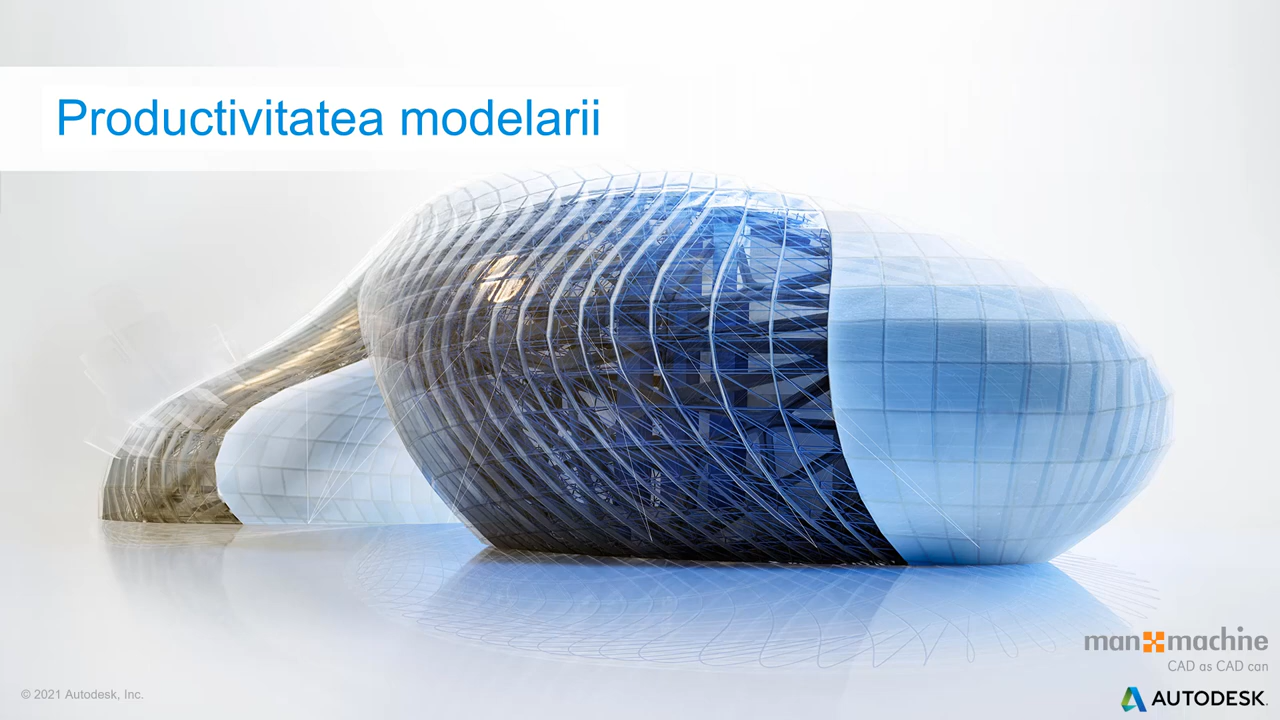 Productivitatea modelarii
man machine
CAD as CAD can
© 2021 Autodesk, Inc.
AUTODESK.